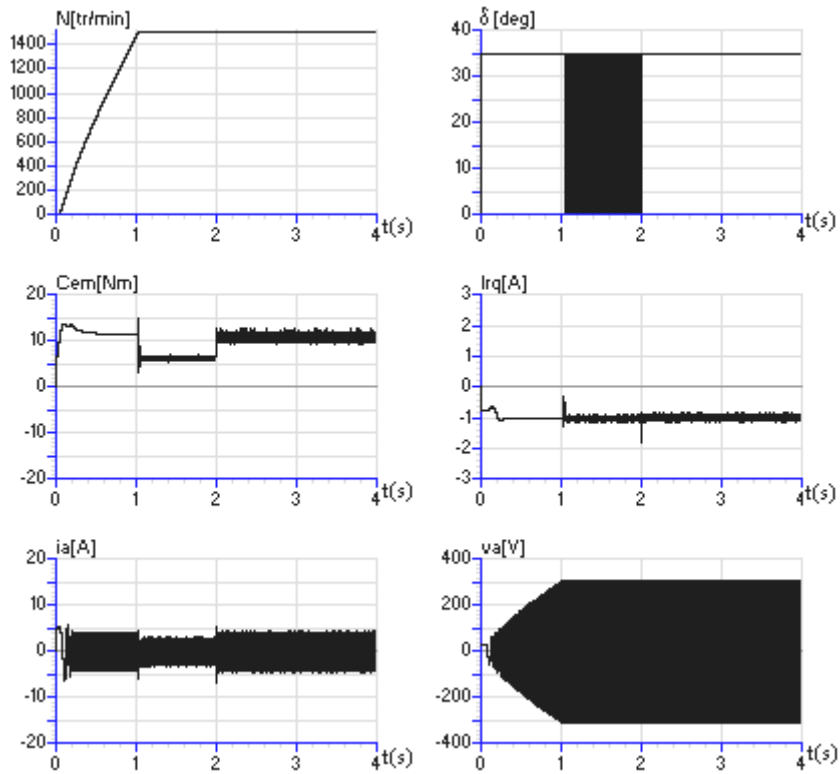 N[tr/min]
1400
1200
1000
800
600
400
200
0
0 1 2 3 4 t(s)
δ [deg]
40
30
20
10
0
0 1 2 3 4 t(s)
Cem[Nm]
20
10
0
-10
-20
0 1 2 3 4 t(s)
Irq[A]
3
2
1
0
-1
-2
-3
0 1 2 3 4 t(s)
ia[A]
20
10
0
-10
-20
0 1 2 3 4 t(s)
va[V]
400
200
0
-200
-400
0 1 2 3 4 t(s)